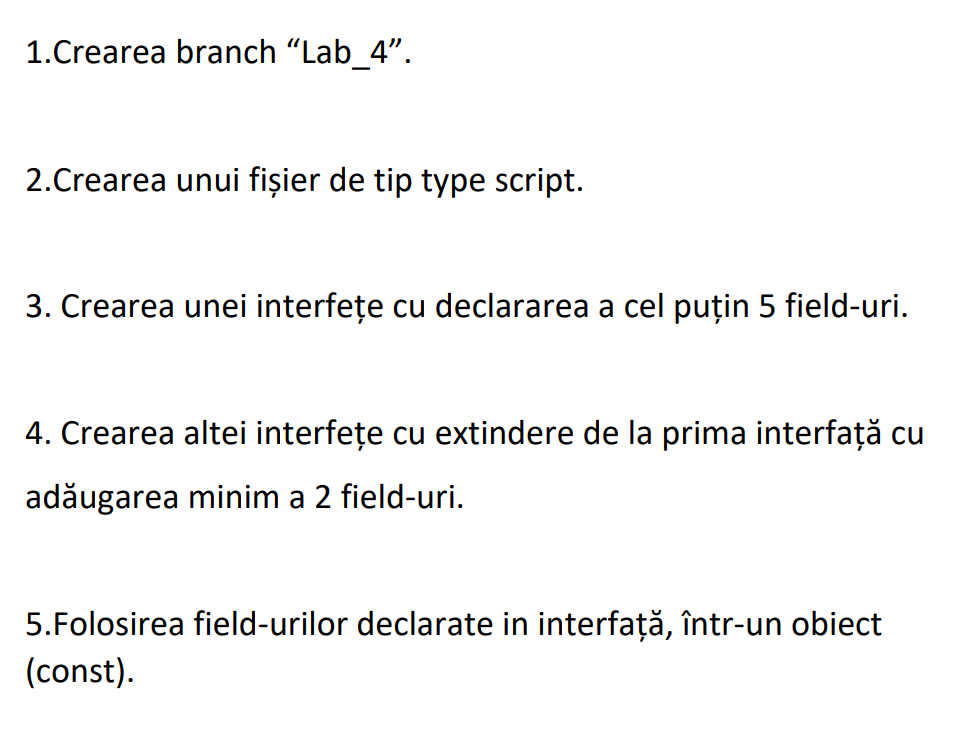 1.Crearea branch “Lab_4”.
2.Crearea unui fișier de tip type script.
3. Crearea unei interfețe cu declararea a cel puțin 5 field-uri.
4. Crearea altei interfețe cu extindere de la prima interfață cu
adăugarea minim a 2 field-uri.
5.Folosirea field-urilor declarate in interfață, într-un obiect
(const).